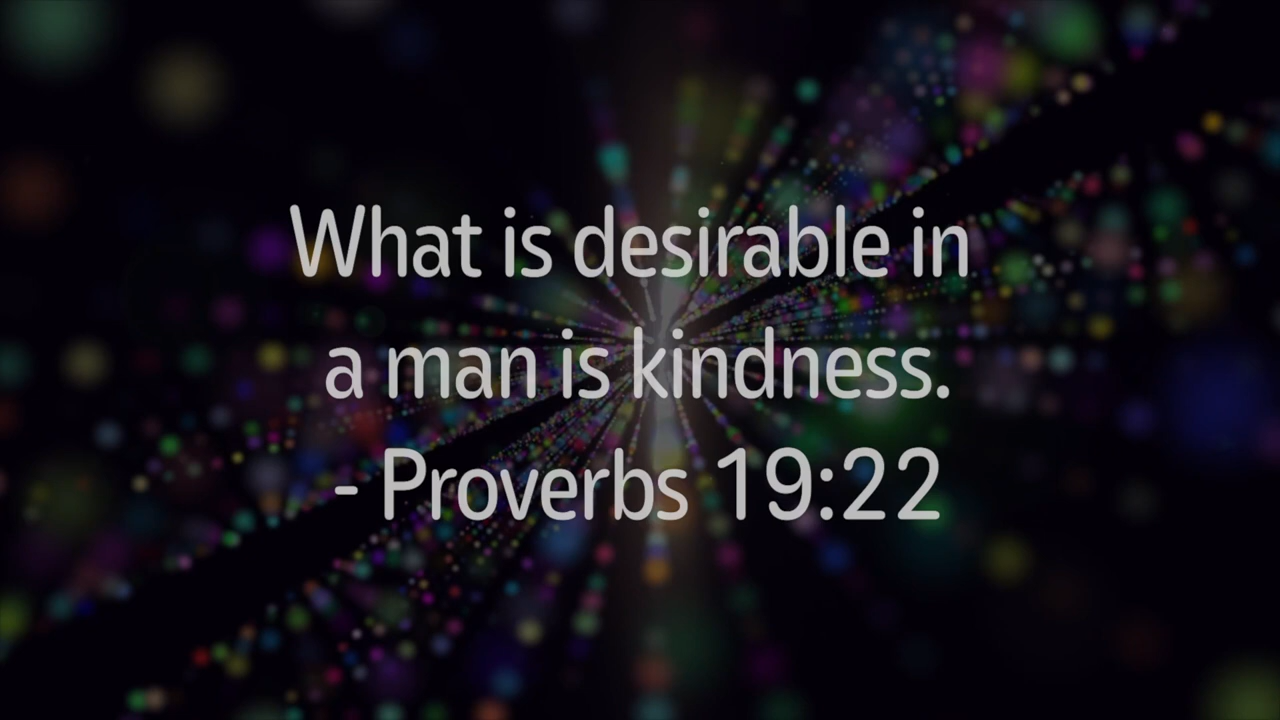 What is desirable in
a man is kindness.
- Proverbs 19:22